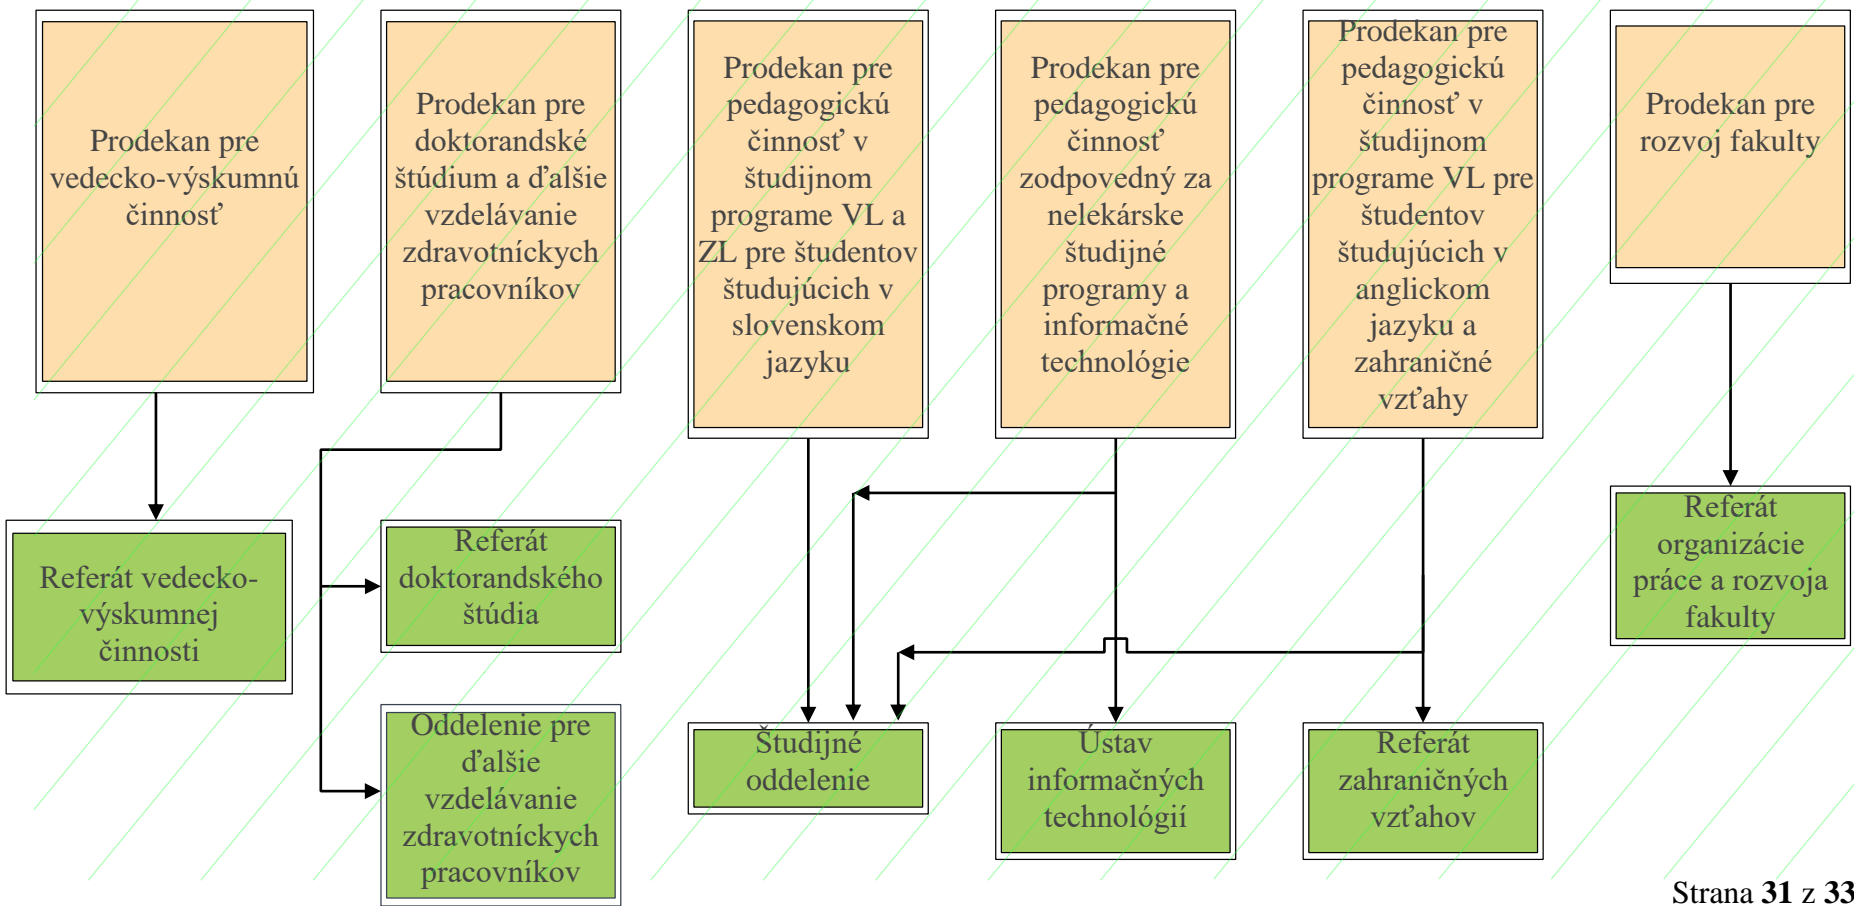 Prodekan pre
vedecko-výskumnú
činnosť
Prodekan pre
doktorandské
štúdium a ďalšie
vzdelávanie
zdravotníckych
pracovníkov
Prodekan pre
pedagogickú
činnosť v
študijnom
programe VL a
ZL pre študentov
študujúcich v
slovenskom
jazyku
Prodekan pre
pedagogickú
činnosť
zodpovedný za
nelekárske
študijné
programy a
informačné
technológie
Prodekan pre
pedagogickú
činnosť v
študijnom
programe VL pre
študentov
študujúcich v
anglickom
jazyku a
zahraničné
vzťahy
Prodekan pre
rozvoj fakulty
Referát vedecko-
výskumnej
činnosti
Referát
doktorandského
štúdia
Oddelenie pre
ďalšie
vzdelávanie
zdravotníckych
pracovníkov
Študijné
oddelenie
Ústav
informačných
technológií
Referát
zahraničných
vzťahov
Referát
organizácie
práce a rozvoja
fakulty
Strana 31 z 33